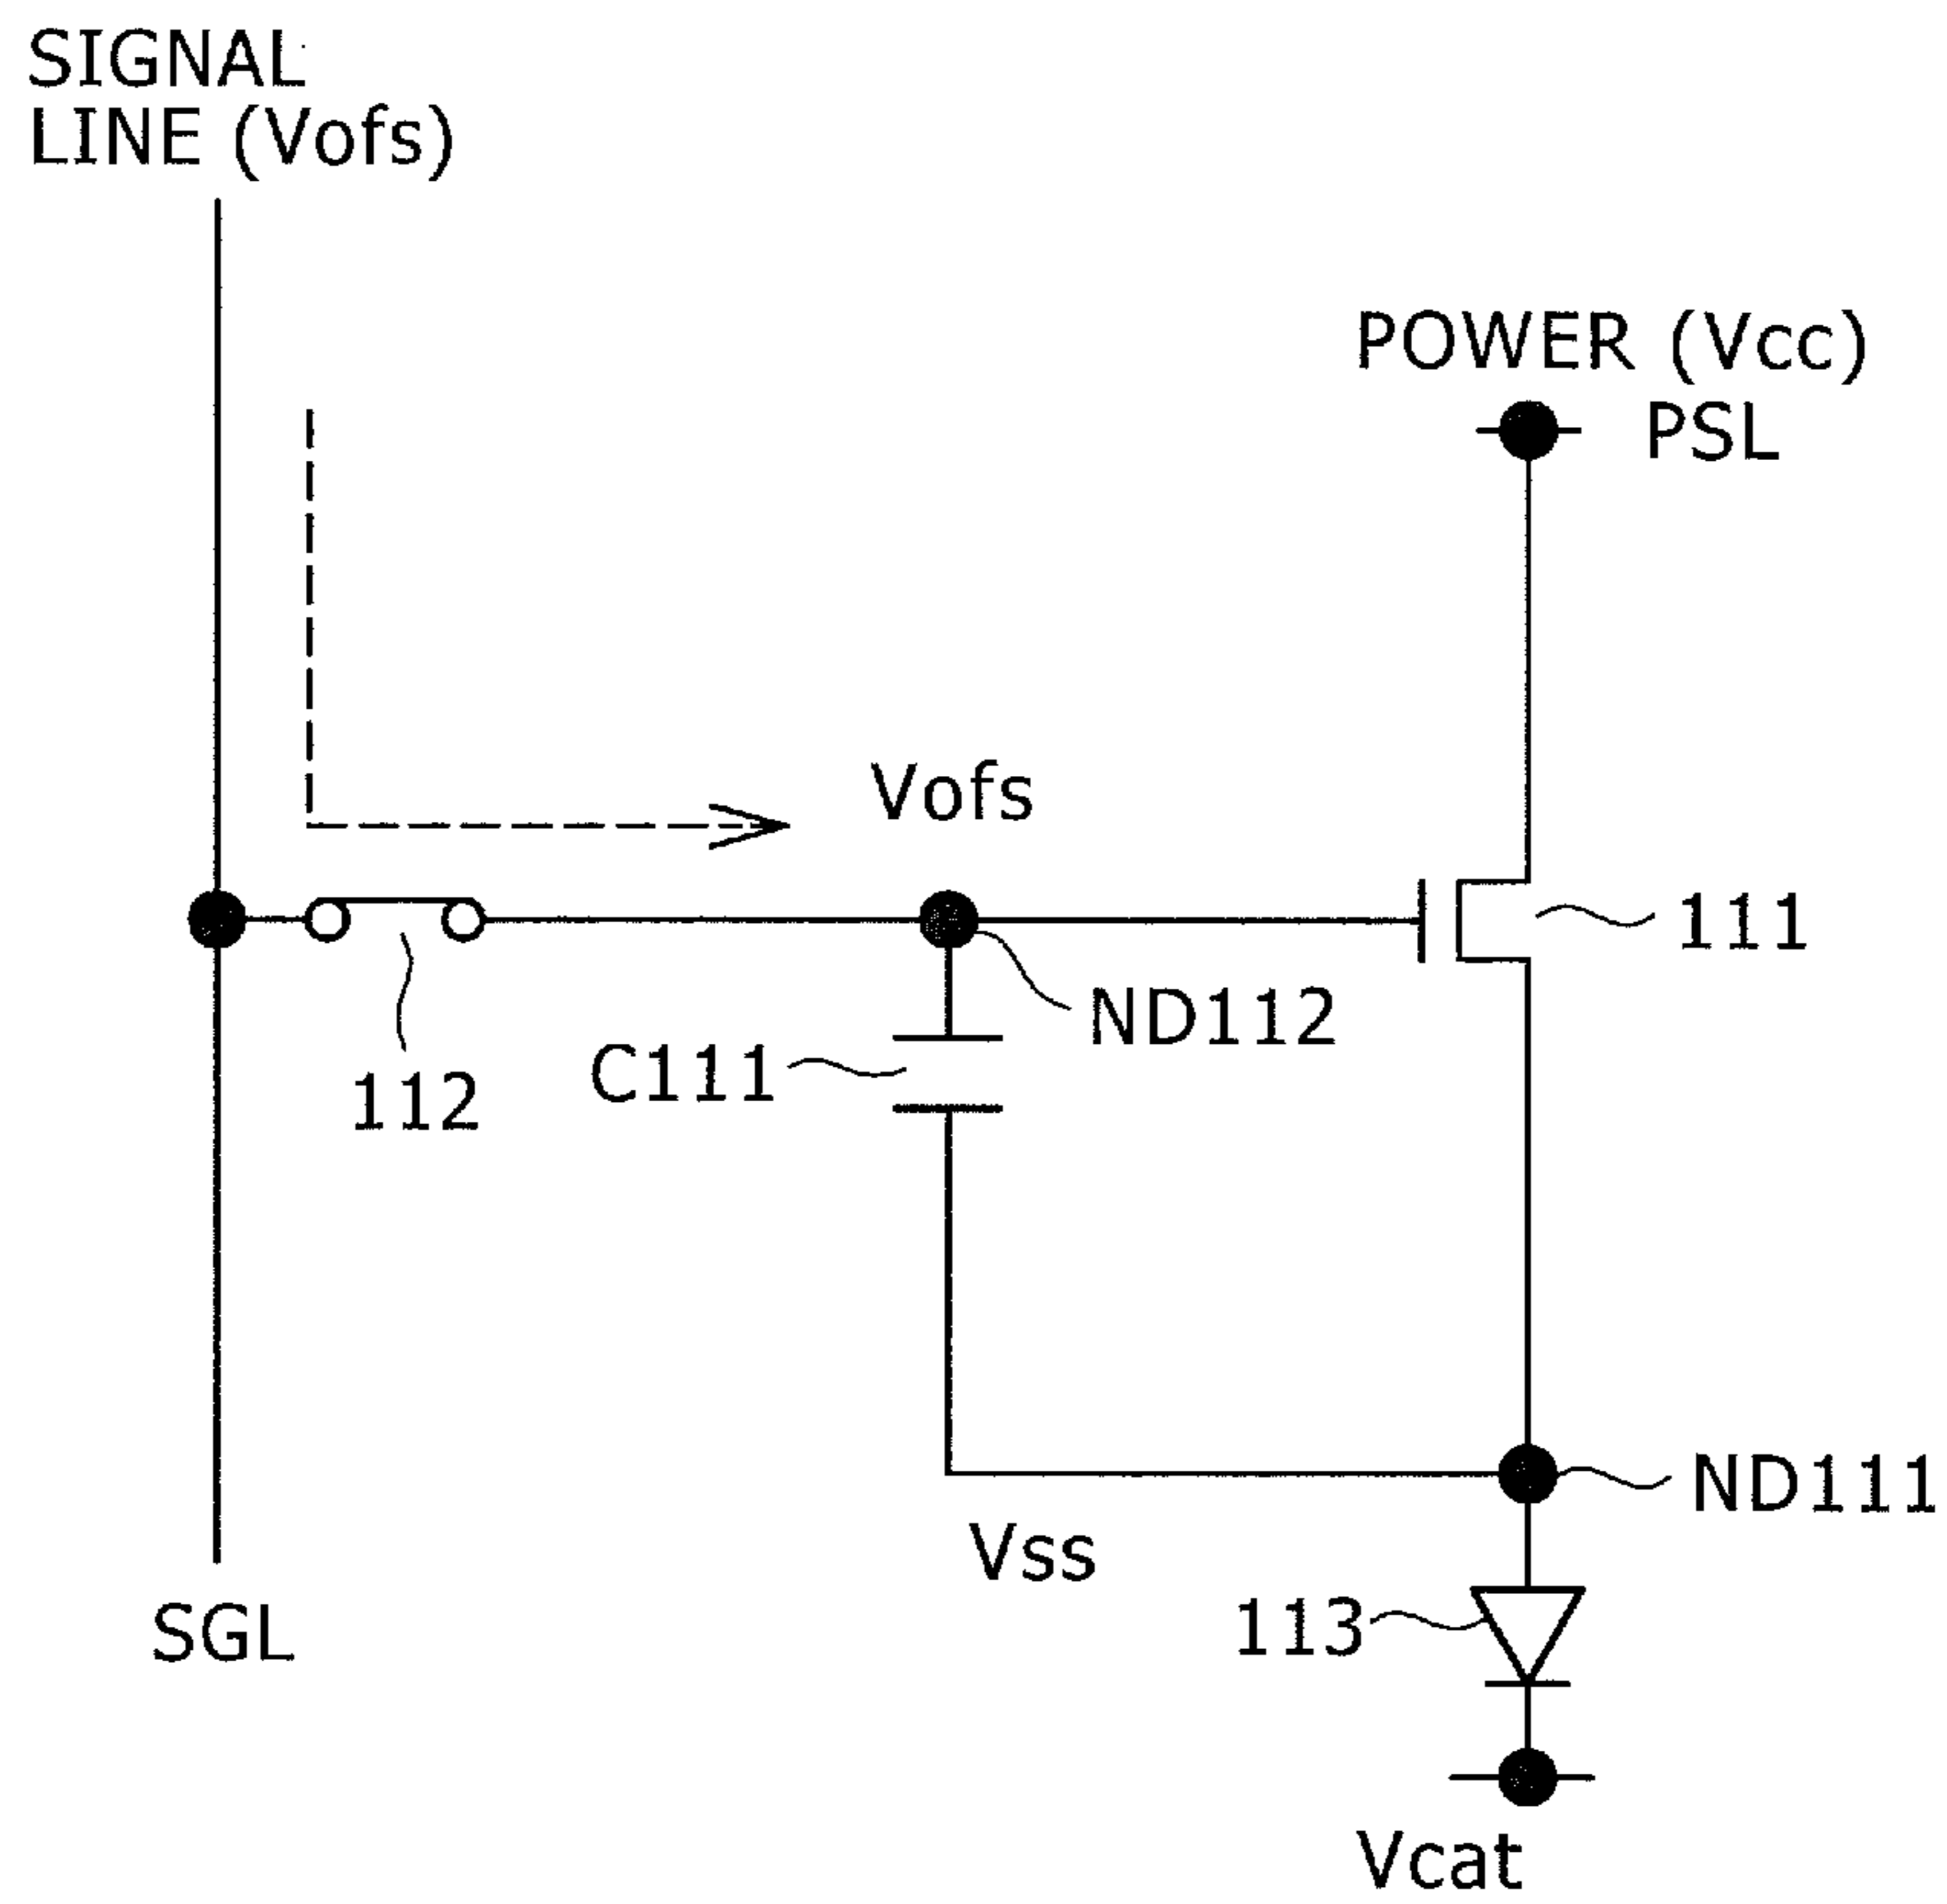 SIGNAL
LINE (Vofs)
POWER (Vcc)
PSL
Vofs
111
ND112
C111
112
ND111
Vss
113
SGL
Vcat